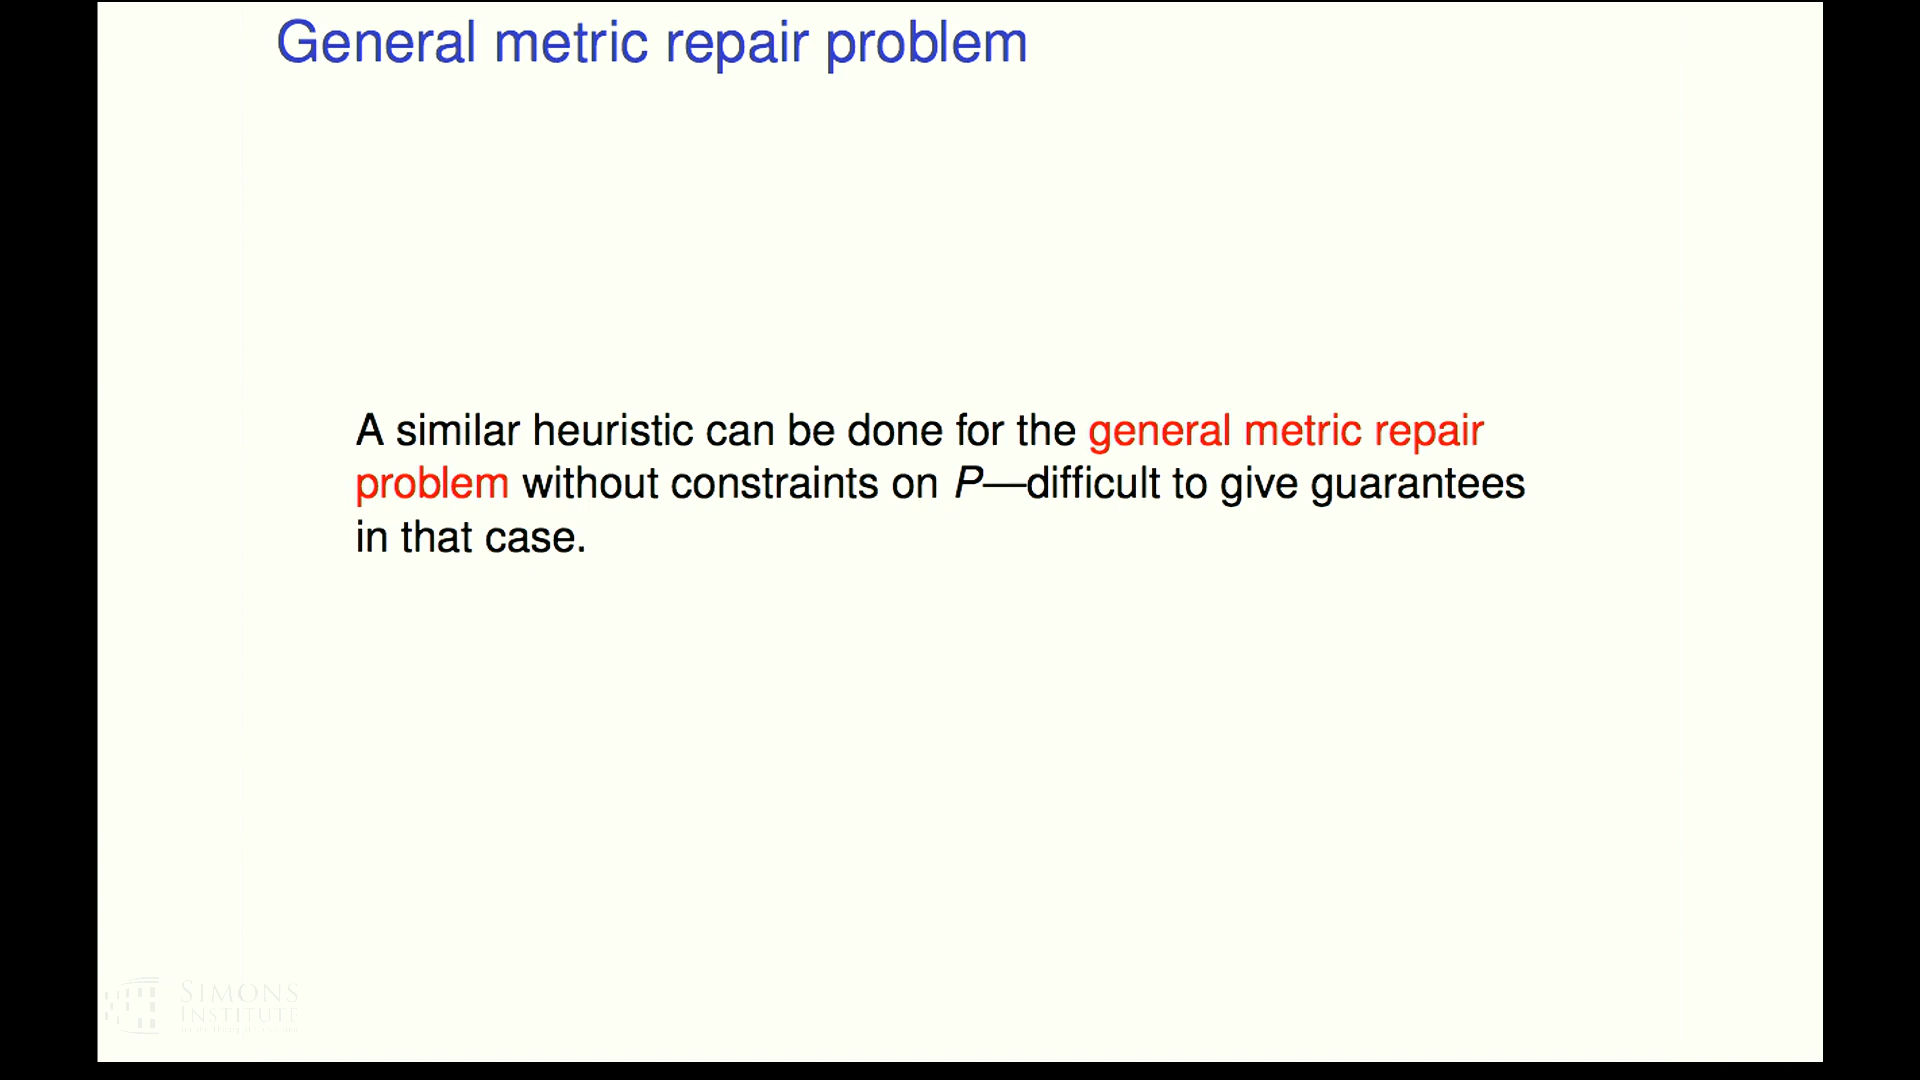 General metric repair problem
A similar heuristic can be done for the general metric repair
problem without constraints on P—difficult to give guarantees
in that case.
SIMONS
INSTITUTE